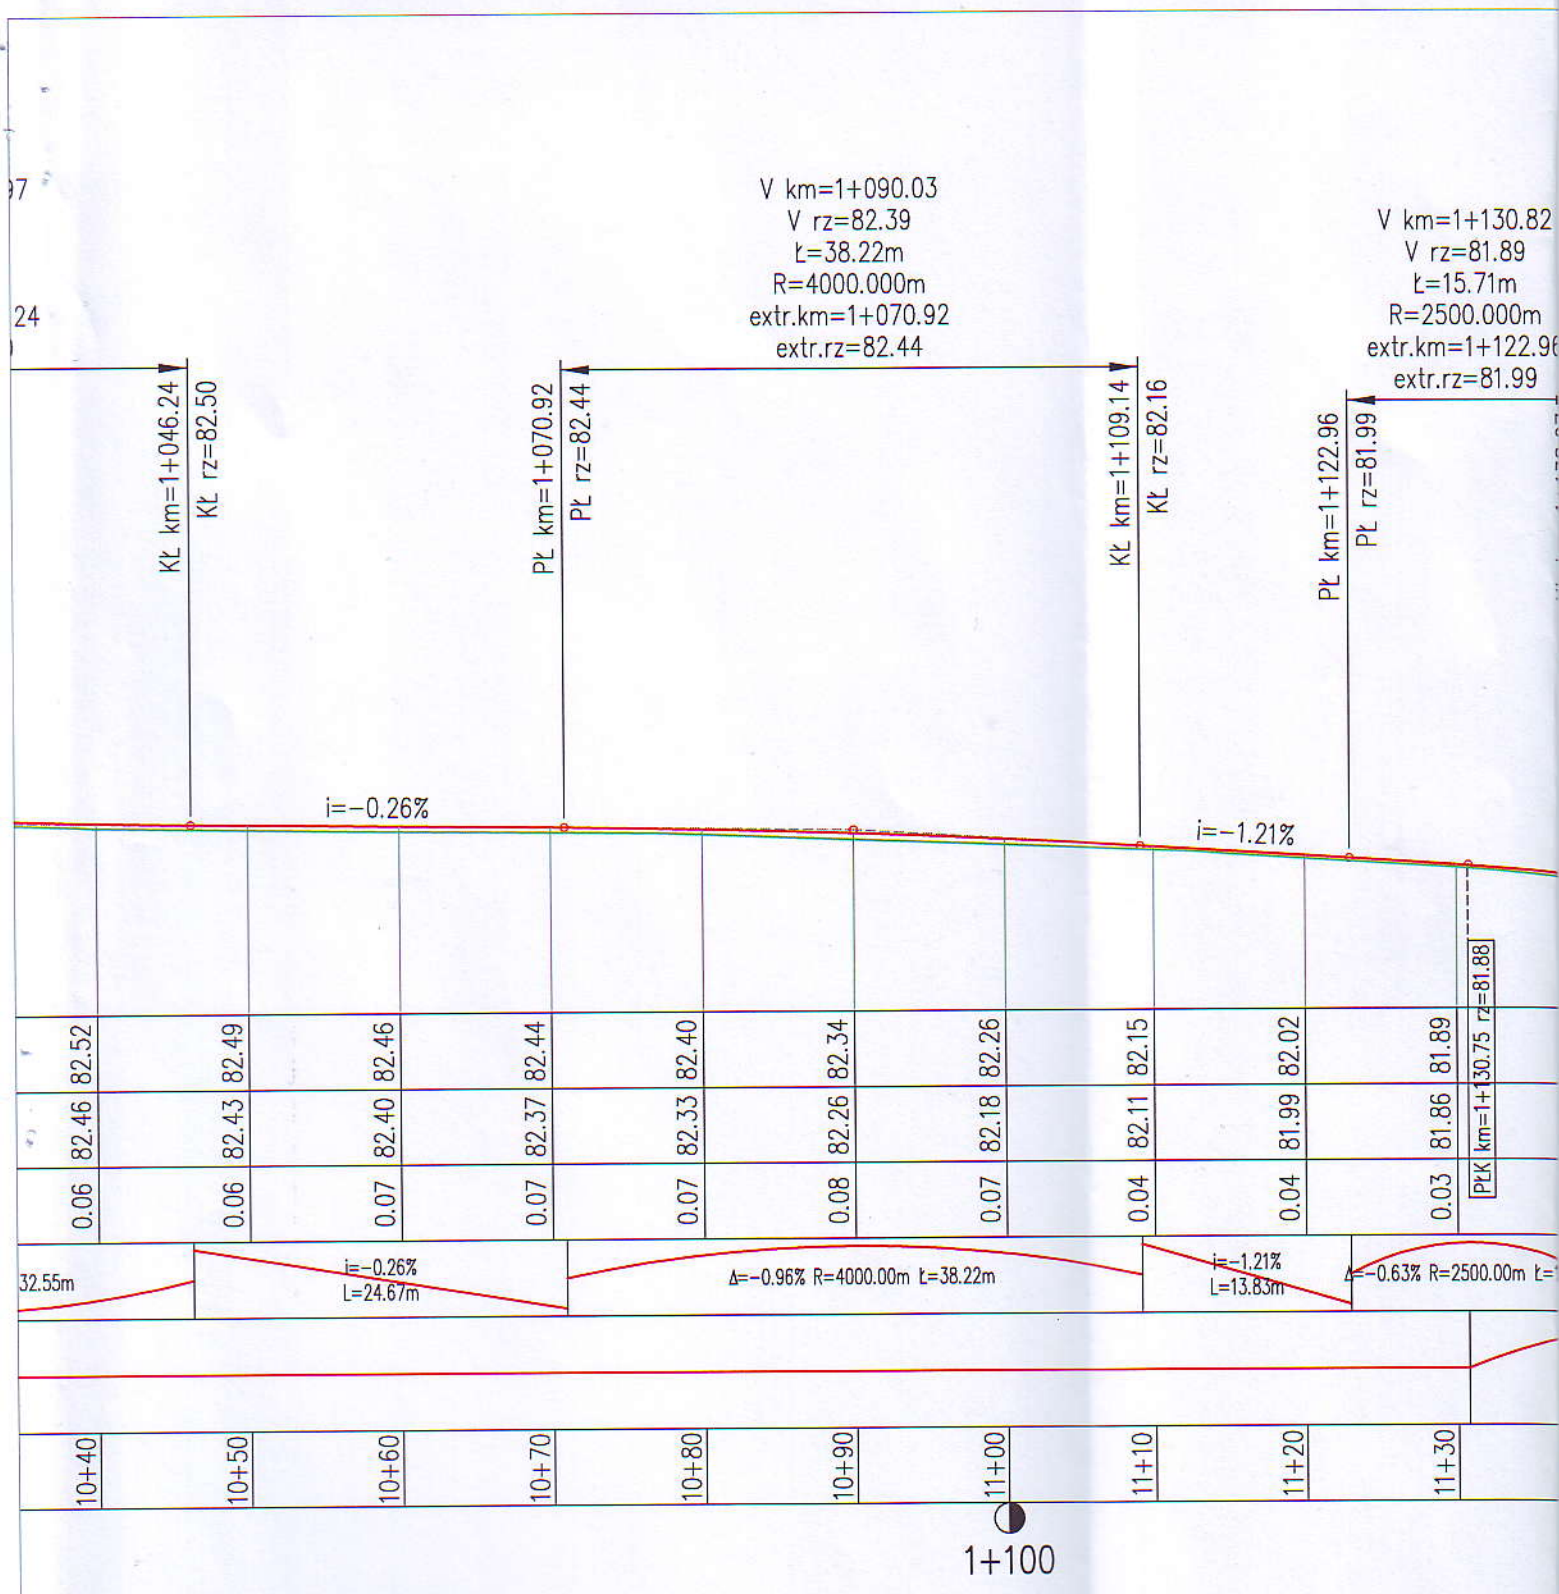 97
24
V km=1+090.03
V rz=82.39
Ł=38.22m
R=4000.000m
extr.km=1+070.92
extr.rz=82.44
V km=1+130.82
V rz=81.89
Ł=15.71m
R=2500.000m
extr.km=1+122.96
extr.rz=81.99
KŁ km=1+046.24
KŁ rz=82.50
PŁ km=1+070.92
PŁ rz=82.44
KŁ km=1+109.14
KŁ rz=82.16
PŁ km=1+122.96
PŁ rz=81.99
i=-0.26%
i=-1.21%
PŁK km=1+130.75 rz=81.88
82.52 82.49 82.46 82.44 82.40 82.34 82.26 82.15 82.02 81.89
82.46 82.43 82.40 82.37 82.33 82.26 82.18 82.11 81.99 81.86
0.06 0.06 0.07 0.07 0.07 0.08 0.07 0.04 0.04 0.03
32.55m
i=-0.26%
L=24.67m
Δ=-0.96% R=4000.00m Ł=38.22m
i=-1.21%
L=13.83m
Δ=-0.63% R=2500.00m Ł=1
10+40 10+50 10+60 10+70 10+80 10+90 11+00 11+10 11+20 11+30
1+100